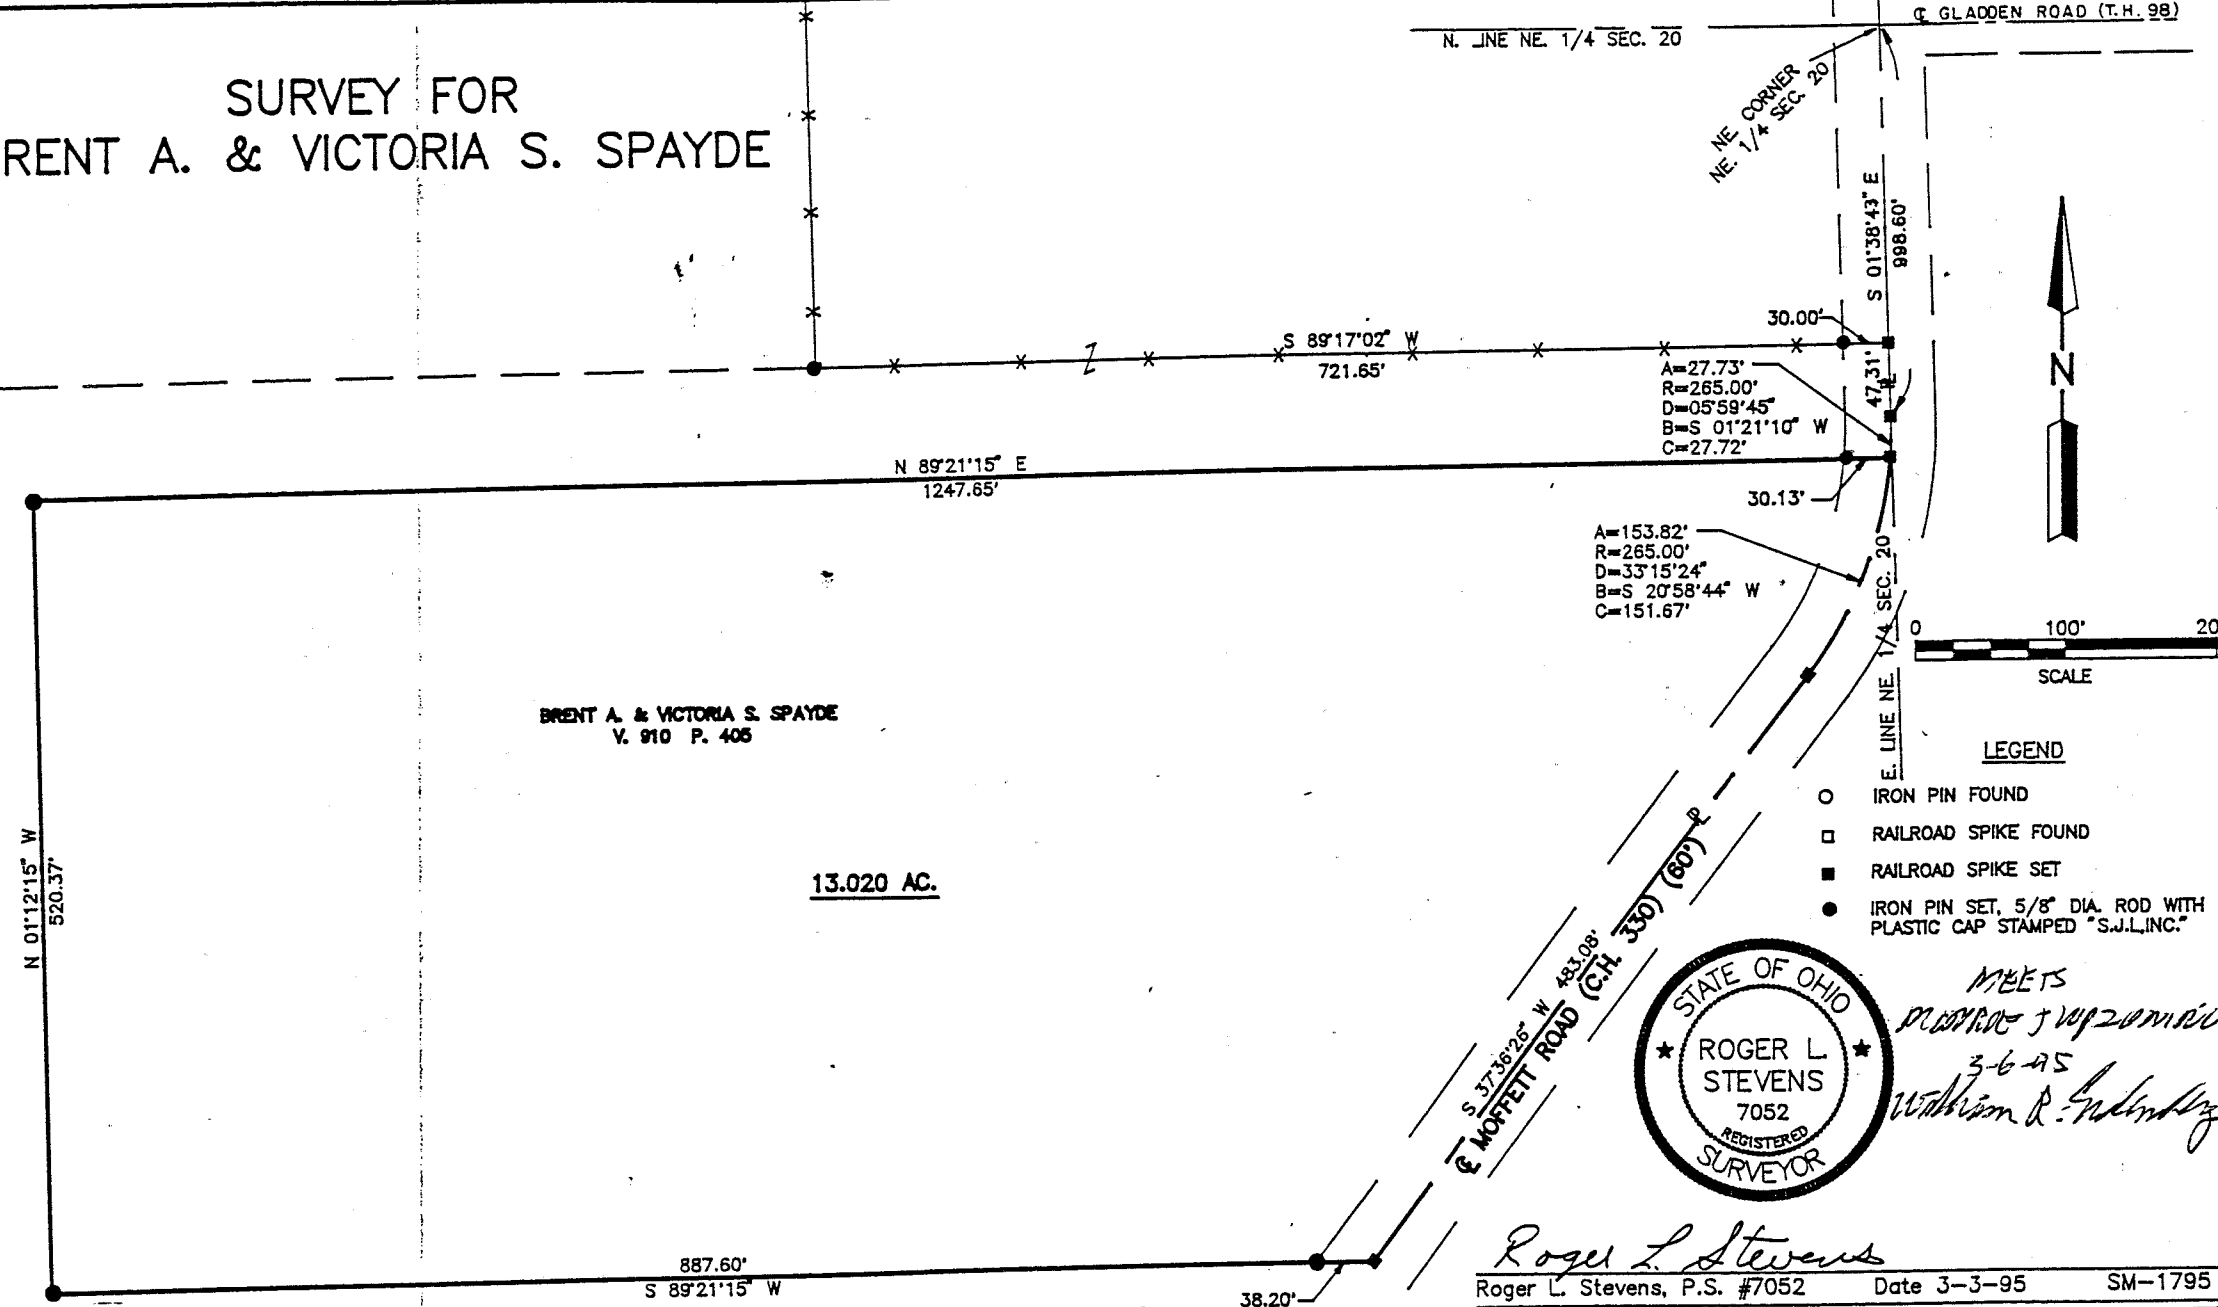 SURVEY FOR
RENT A. & VICTORIA S. SPAYDE
N. LINE NE. 1/4 SEC. 20
℄ GLADDEN ROAD (T.H. 98)
NE. CORNER
NE. 1/4 SEC. 20
S 01°38'43" E
998.60'
30.00'
S 89°17'02" W
721.65'
47.31'
A=27.73'
R=265.00'
D=05°59'45"
B=S 01°21'10" W
C=27.72'
N
N 89°21'15" E
1247.65'
30.13'
A=153.82'
R=265.00'
D=33°15'24"
B=S 20°58'44" W
C=151.67'
E. LINE NE. 1/4 SEC. 20
0 100' 20
SCALE
BRENT A. & VICTORIA S. SPAYDE
V. 910 P. 405
LEGEND
IRON PIN FOUND
RAILROAD SPIKE FOUND
RAILROAD SPIKE SET
IRON PIN SET, 5/8" DIA. ROD WITH
PLASTIC CAP STAMPED "S.J.L.INC."
N 01°12'15" W
520.37'
13.020 AC.
S 37°36'26" W 483.08'
℄ MOFFETT ROAD (C.H. 330) (60') ℙL
STATE OF OHIO
ROGER L.
STEVENS
7052
REGISTERED
SURVEYOR
MEETS
3-6-95
William R.
887.60'
S 89°21'15" W
38.20'
Roger L. Stevens
Roger L. Stevens, P.S. #7052 Date 3-3-95 SM-1795